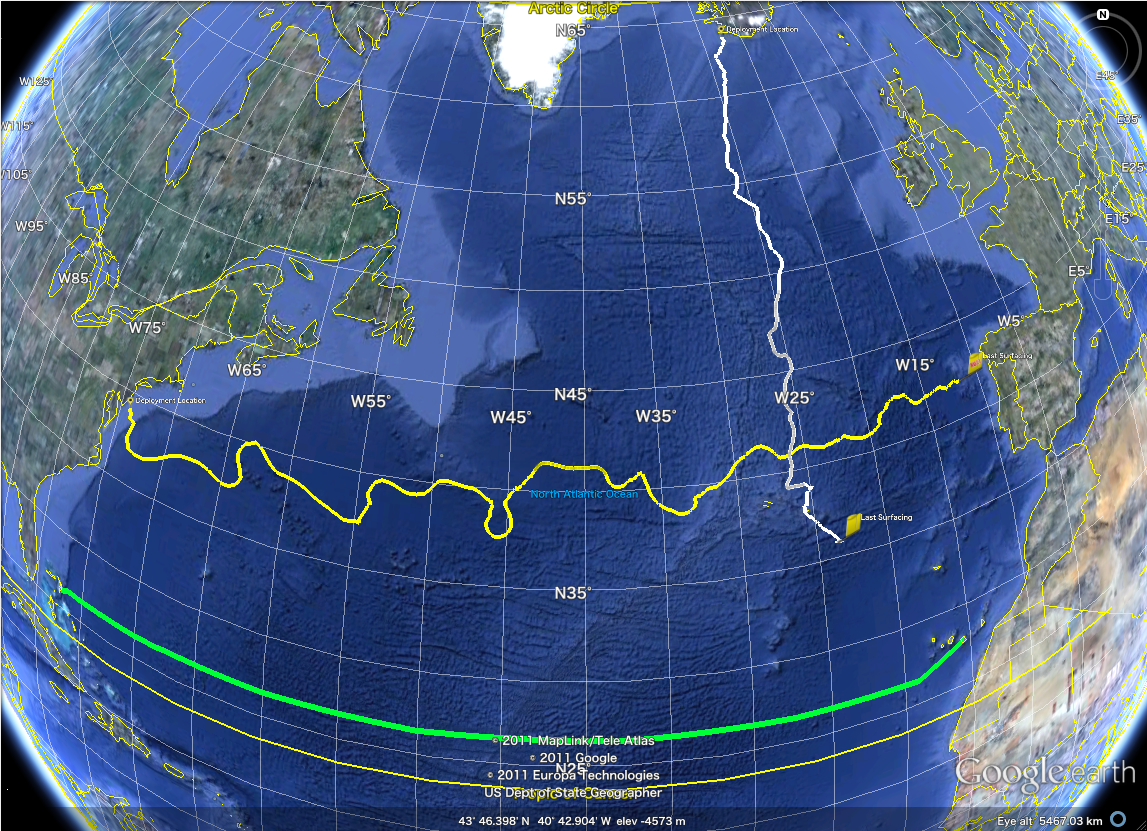 Arctic Circle
N65°
Deployment Location
N
W125°
E45°
W115°
E35°
W105°
E25°
N55°
E15°
W95°
E5°
W85°
W5°
W75°
Last Surfacing
W65°
W15°
Deployment Location
W55°
N45°
W25°
W45°
W35°
North Atlantic Ocean
Last Surfacing
N35°
© 2011 MapLink/Tele Atlas
© 2011 Google
N25°
© 2011 Europa Technologies
US Dept of State Geographer
Google earth
43° 46.398' N 40° 42.904' W elev -4573 m
Eye alt 5467.03 km